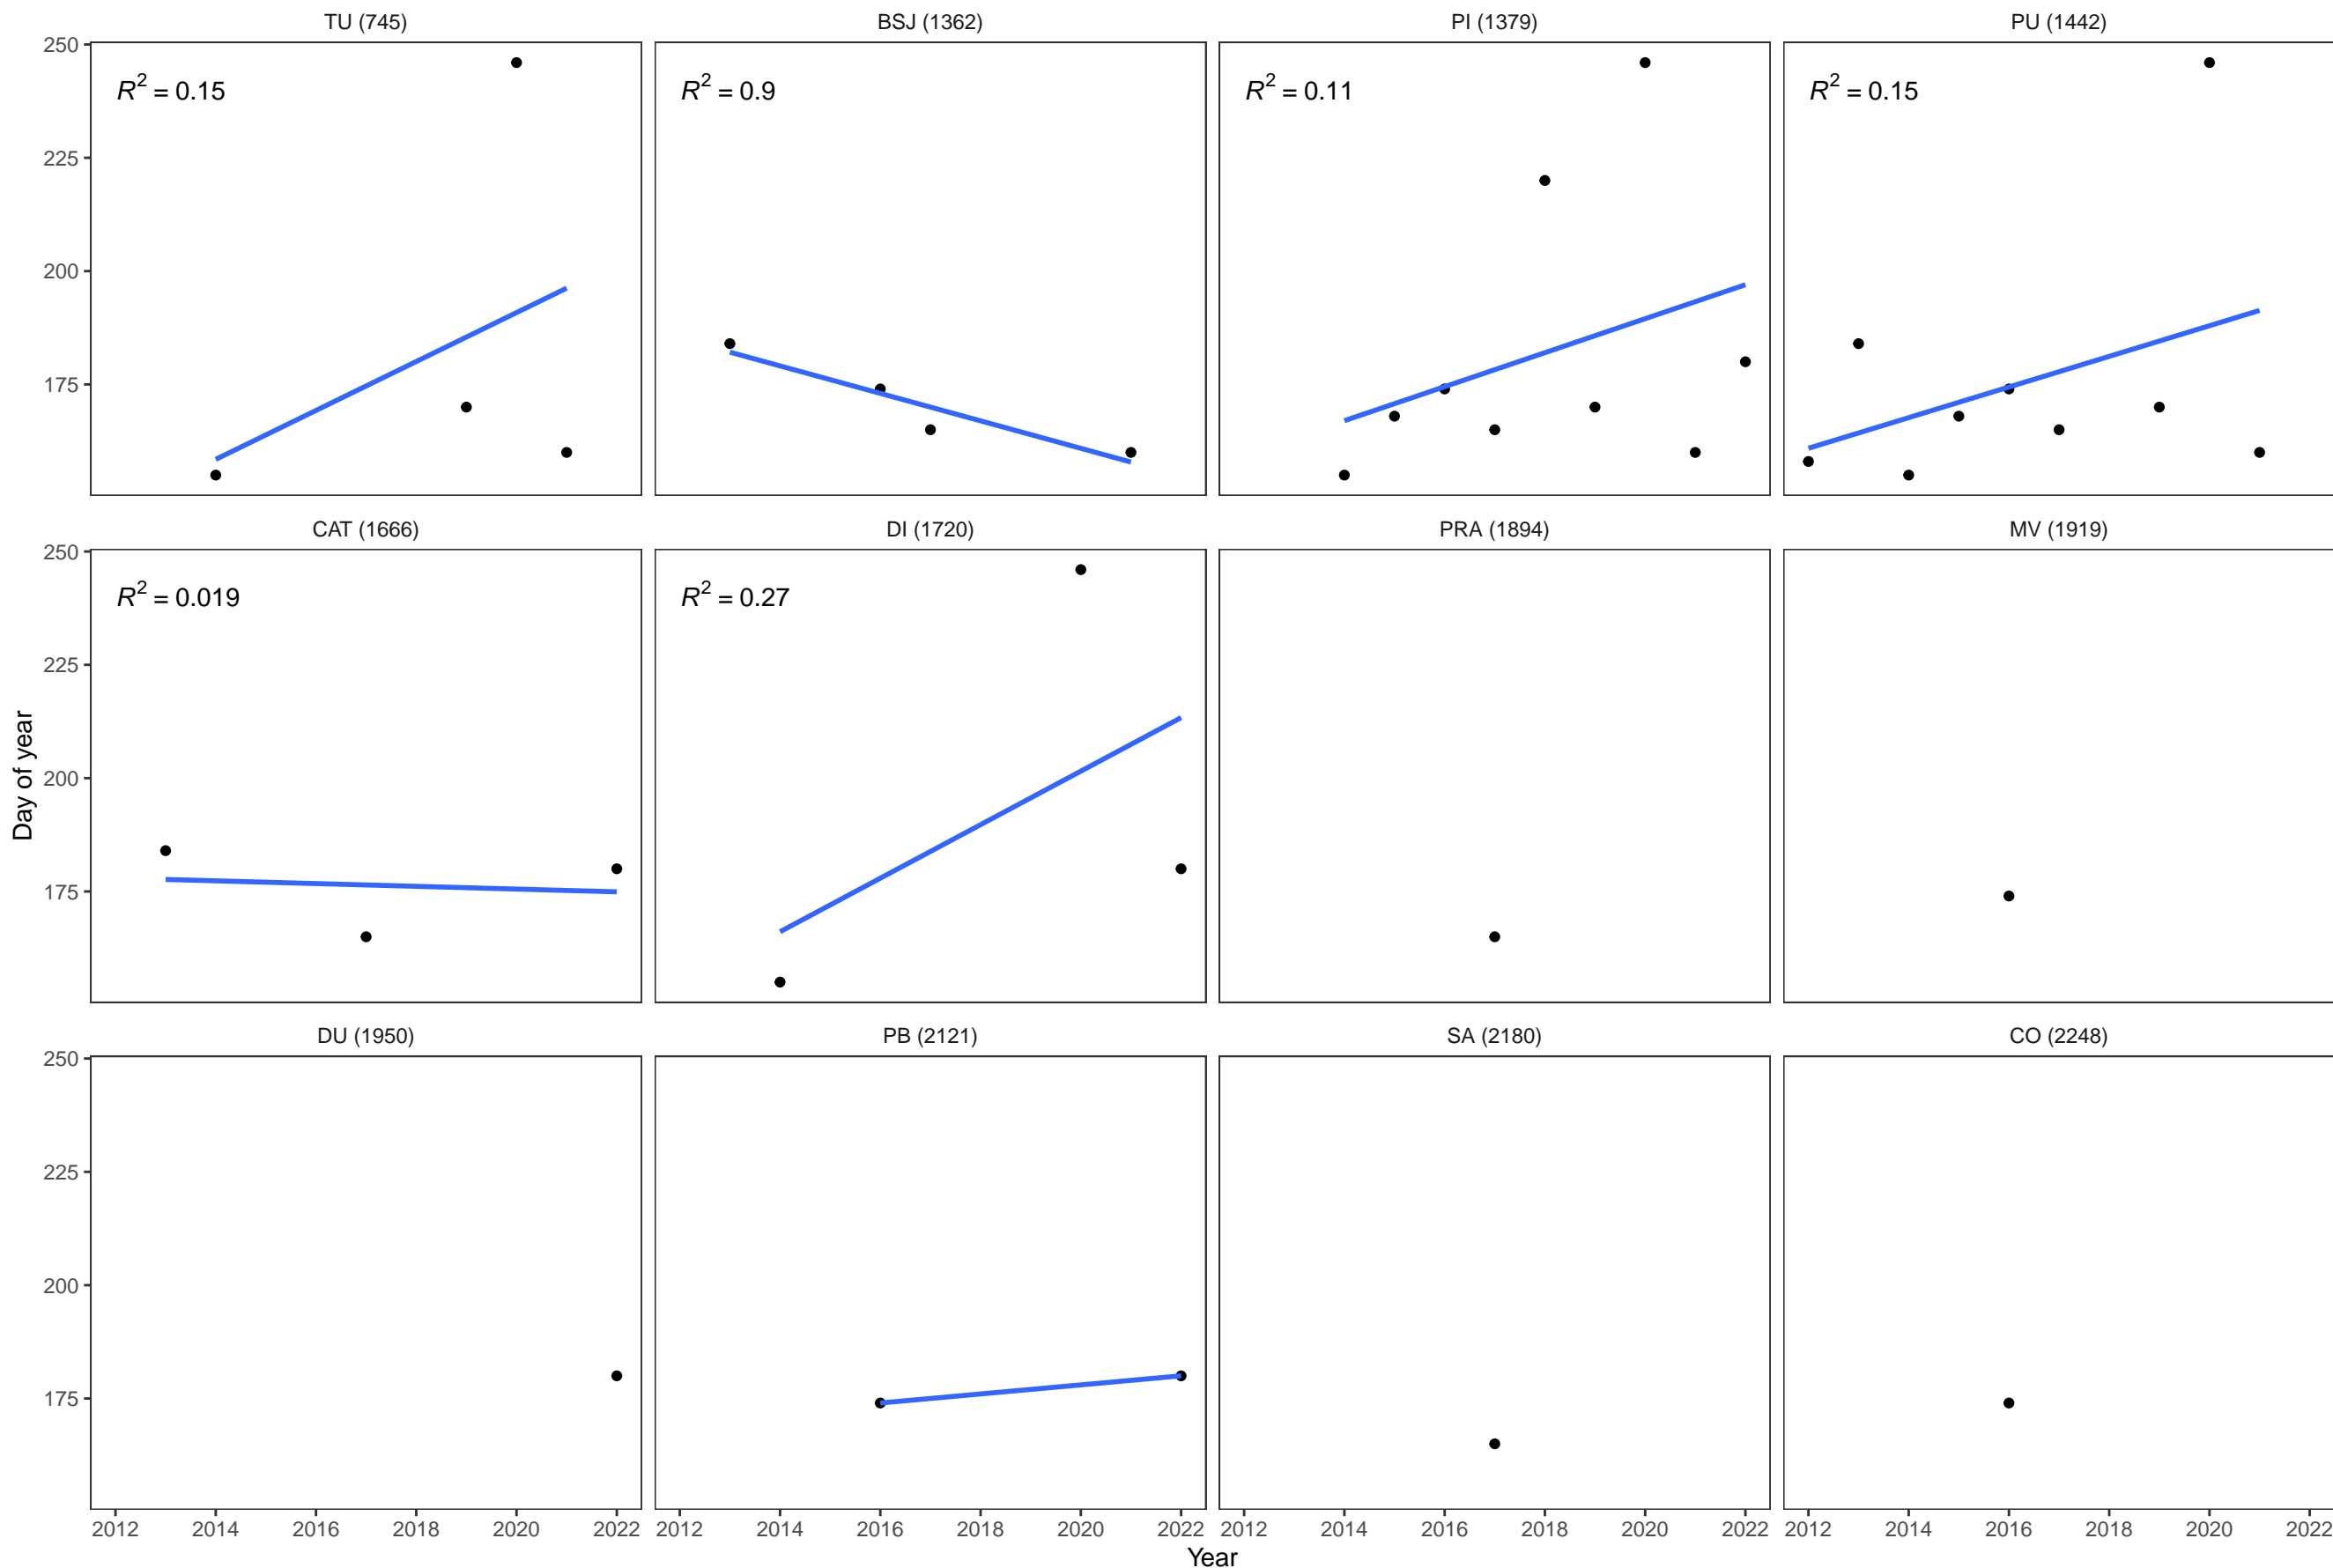 TU (745)
BSJ (1362)
PI (1379)
PU (1442)
250
225
200
175
R² = 0.15
R² = 0.9
R² = 0.11
R² = 0.15
CAT (1666)
DI (1720)
PRA (1894)
MV (1919)
250
225
200
175
R² = 0.019
R² = 0.27
DU (1950)
PB (2121)
SA (2180)
CO (2248)
250
225
200
175
Day of year
2012 2014 2016 2018 2020 2022
2012 2014 2016 2018 2020 2022
2012 2014 2016 2018 2020 2022
2012 2014 2016 2018 2020 2022
Year